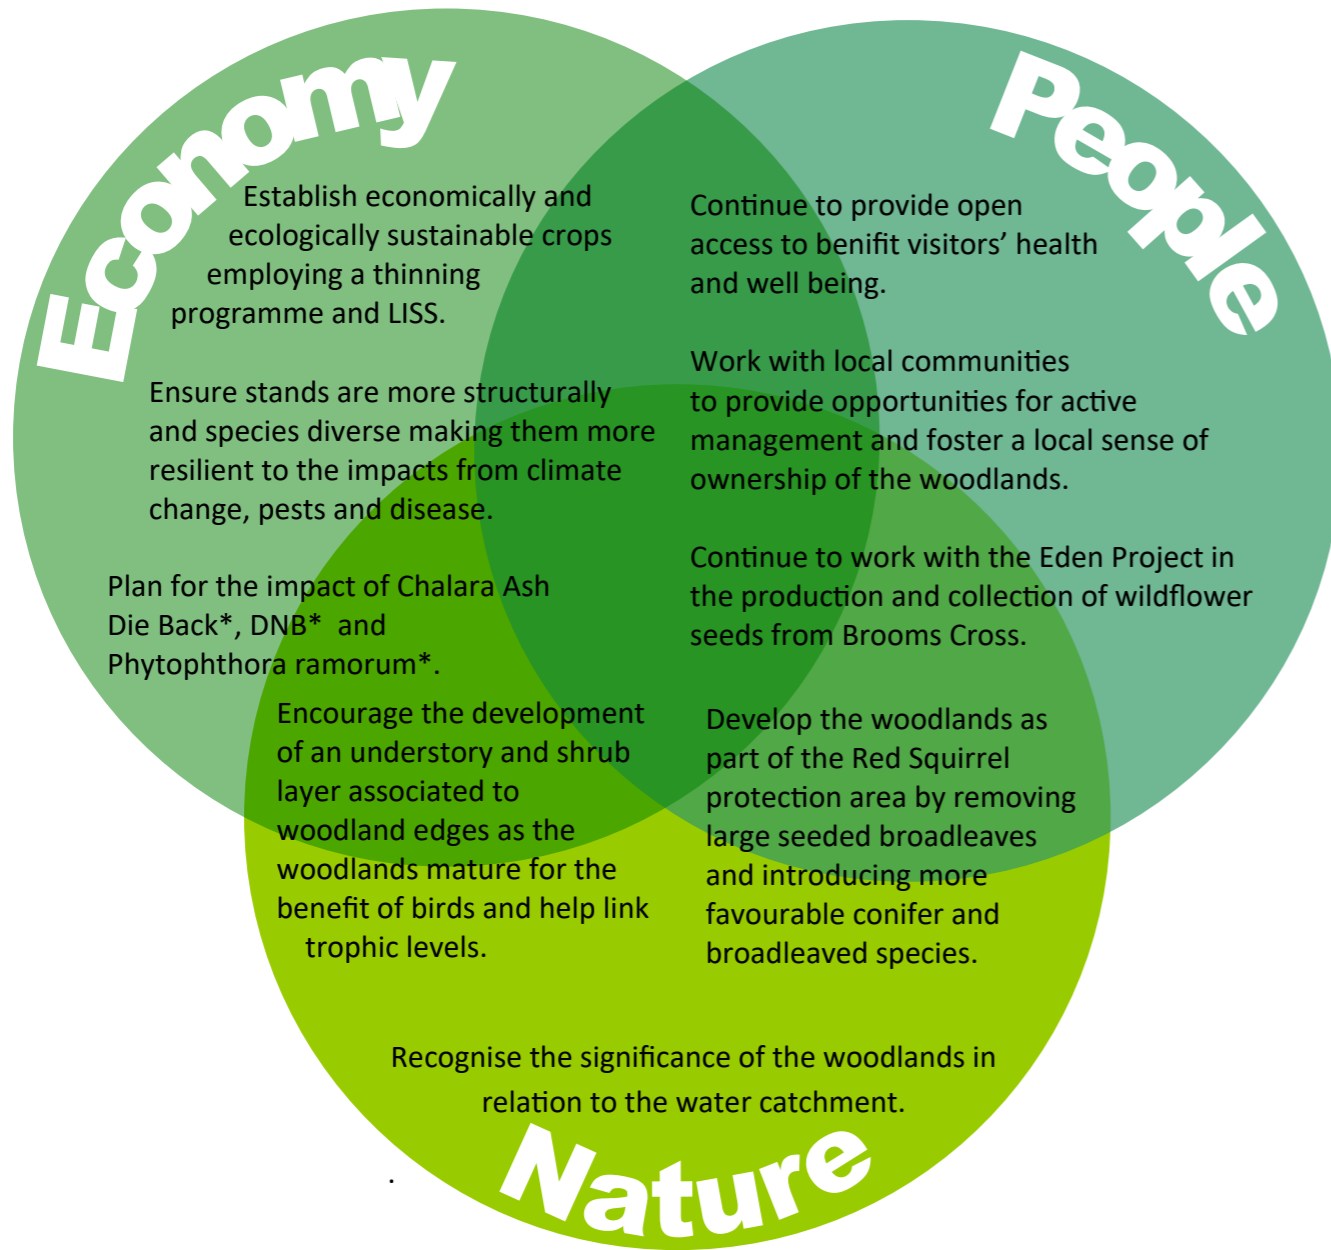 Economy
Establish economically and
ecologically sustainable crops
employing a thinning
programme and LISS.
Ensure stands are more structurally
and species diverse making them more
resilient to the impacts from climate
change, pests and disease.
Plan for the impact of Chalara Ash
Die Back*, DNB* and
Phytophthora ramorum*.
People
Continue to provide open
access to benifit visitors’ health
and well being.
Work with local communities
to provide opportunities for active
management and foster a local sense of
ownership of the woodlands.
Continue to work with the Eden Project in
the production and collection of wildflower
seeds from Brooms Cross.
Encourage the development
of an understory and shrub
layer associated to
woodland edges as the
woodlands mature for the
benefit of birds and help link
trophic levels.
Develop the woodlands as
part of the Red Squirrel
protection area by removing
large seeded broadleaves
and introducing more
favourable conifer and
broadleaved species.
Recognise the significance of the woodlands in
relation to the water catchment.
.
Nature